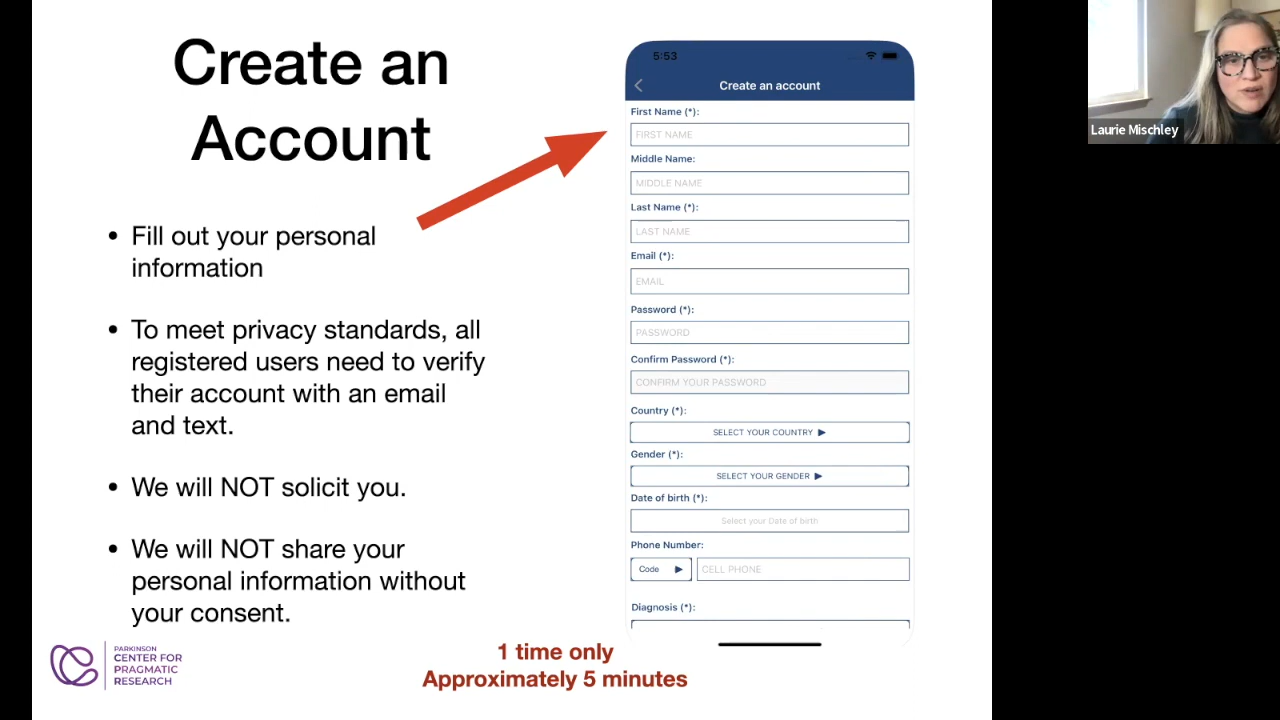 Create an
Account
• Fill out your personal
information
• To meet privacy standards, all
registered users need to verify
their account with an email
and text.
• We will NOT solicit you.
• We will NOT share your
personal information without
your consent.
PARKINSON
CENTER FOR
PRAGMATIC
RESEARCH
1 time only
Approximately 5 minutes
5:53
Create an account
First Name (*):
FIRST NAME
Middle Name:
MIDDLE NAME
Last Name (*):
LAST NAME
Email (*):
EMAIL
Password (*):
PASSWORD
Confirm Password (*):
CONFIRM YOUR PASSWORD
Country (*):
SELECT YOUR COUNTRY ▶
Gender (*):
SELECT YOUR GENDER ▶
Date of birth (*):
Select your Date of birth
Phone Number:
Code ▶ CELL PHONE
Diagnosis (*):
Laurie Mischley